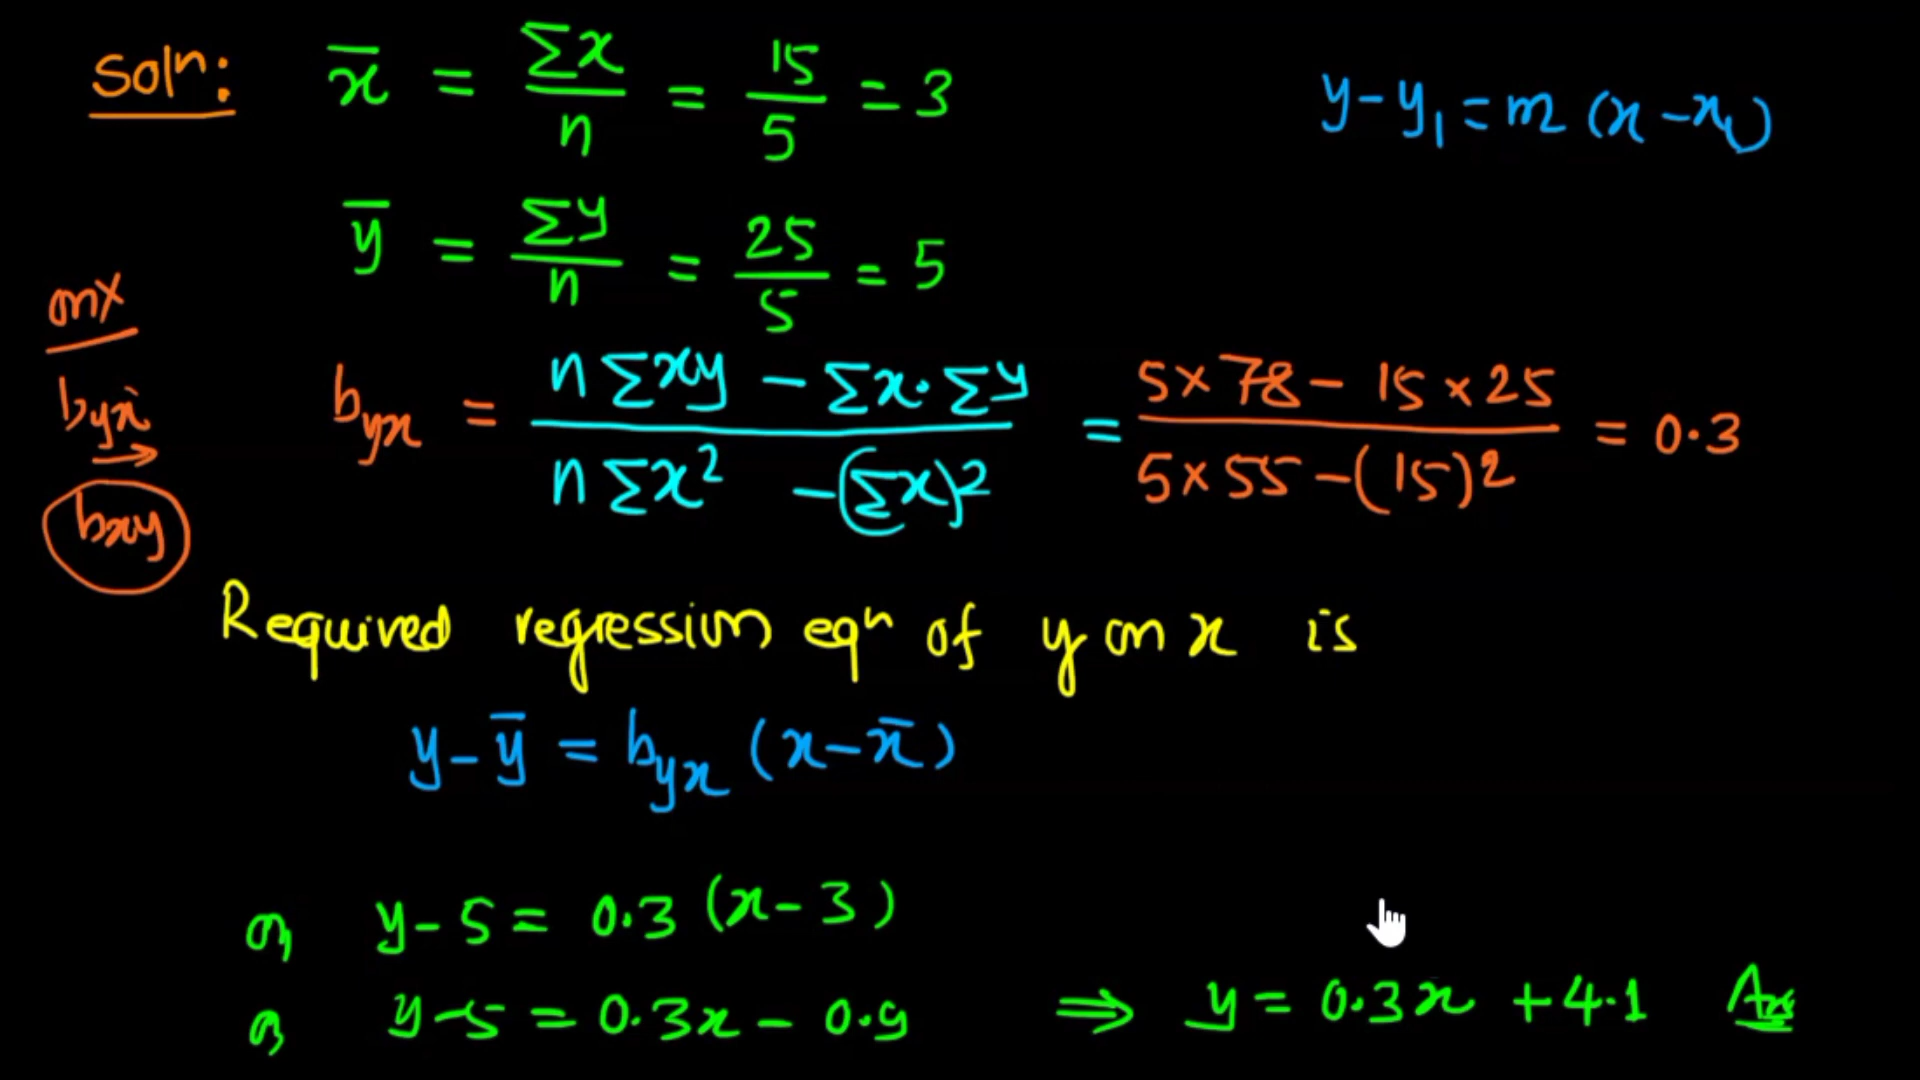 Solⁿ: x̄ = Σx/n = 15/5 = 3
y - y₁ = m (x - x₁)
ȳ = Σy/n = 25/5 = 5
on x
byx
bxy
byx = (n Σxy - Σx · Σy)/(n Σx² - (Σx)²) = (5 × 78 - 15 × 25)/(5 × 55 - (15)²) = 0.3
Required regression eqⁿ of y on x is
y - ȳ = byx (x - x̄)
or, y - 5 = 0.3 (x - 3)
or, y - 5 = 0.3x - 0.9 ⇒ y = 0.3x + 4.1 Ans